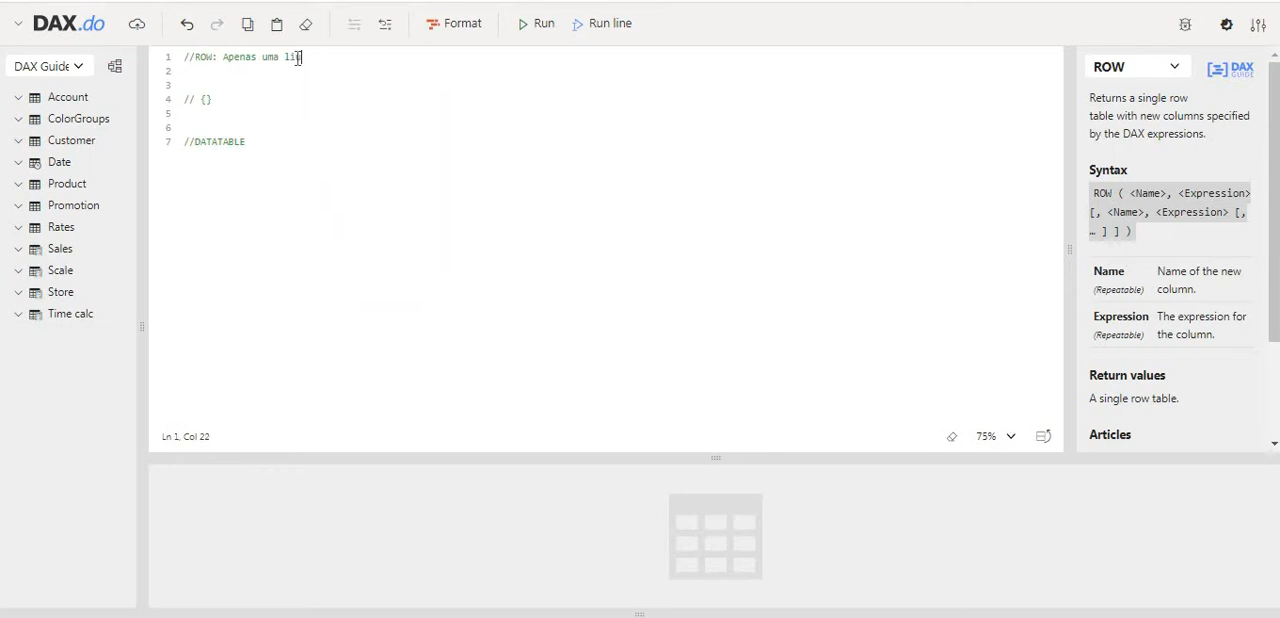 DAX.do
Format
Run
Run line
DAX Guide
Account
ColorGroups
Customer
Date
Product
Promotion
Rates
Sales
Scale
Store
Time calc
1 //ROW: Apenas uma
2
3
4 // {}
5
6
7 //DATATABLE
Ln 1, Col 22
75%
ROW
DAX GUIDE
Returns a single row
table with new columns specified
by the DAX expressions.
Syntax
ROW ( <Name>, <Expression>
[, <Name>, <Expression> [,
… ] ] )
Name Name of the new
(Repeatable) column.
Expression The expression for
(Repeatable) the column.
Return values
A single row table.
Articles